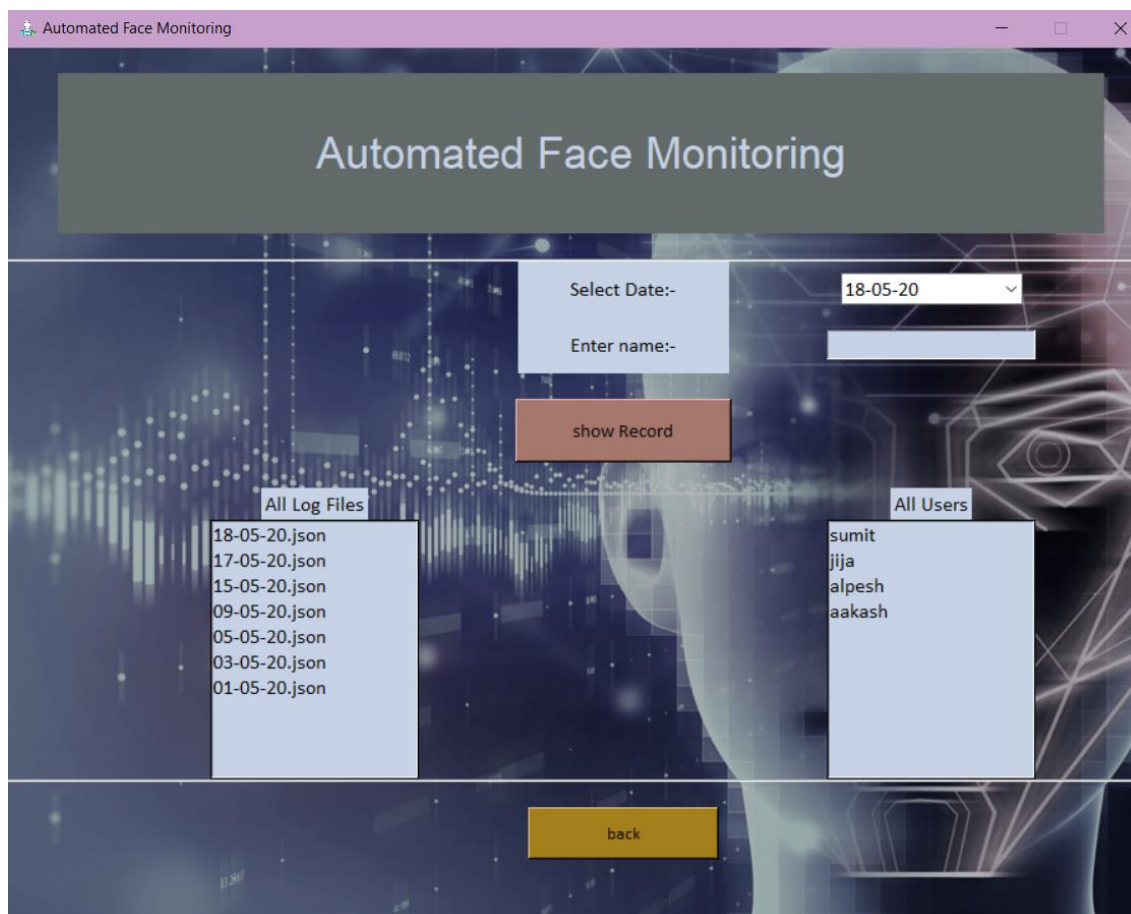 Automated Face Monitoring
Automated Face Monitoring
Select Date:-
18-05-20
Enter name:-
show Record
All Log Files
18-05-20.json
17-05-20.json
15-05-20.json
09-05-20.json
05-05-20.json
03-05-20.json
01-05-20.json
All Users
sumit
jija
alpesh
aakash
back